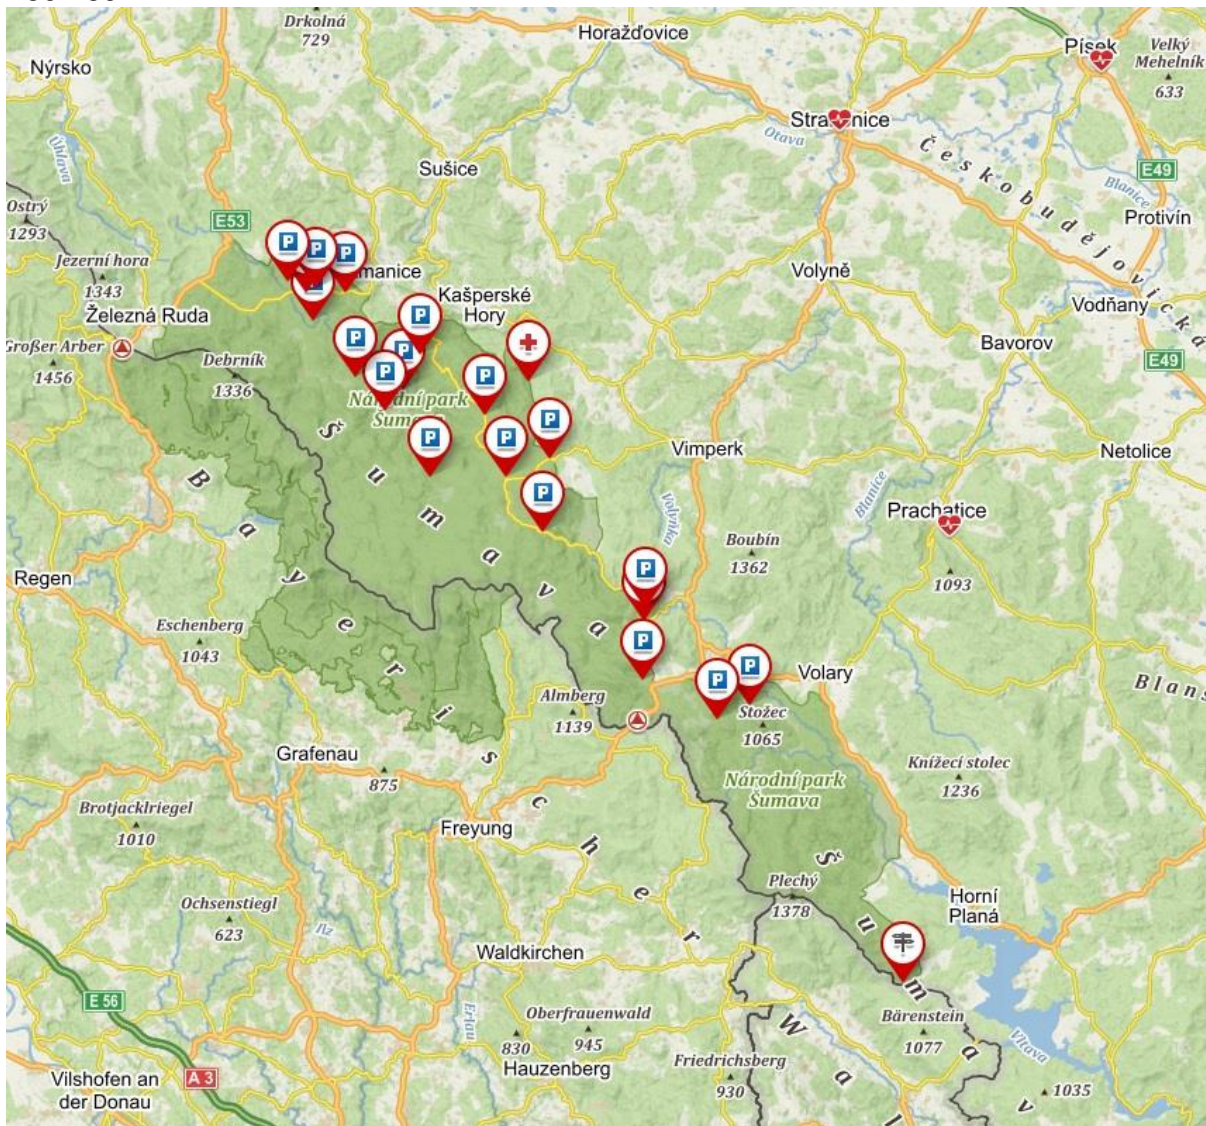 Drkolná
729
Horažďovice
Písek
Velký
Mehelník
633
Nýrsko
Otava
Českobudějovická
Úhlava
Sušice
E49
Blanice
Protivín
Ostrý
1293
E53
P
P
P
Jezerní hora
1343
Volyně
Vodňany
Železná Ruda
Kašperské
Hory
P
Bavorov
E49
Großer Arber
1456
Debrník
1336
P
P
P
P
Národní park
P
P
P
Vimperk
Netolice
Šumava
Blanice
P
Volyňka
Prachatice
Bayerischer
Boubín
1362
Regen
P
1093
Eschenberg
1043
P
P
P
Volary
Almberg
1139
Stožec
1065
Grafenau
875
Národní park
Šumava
Knížecí stolec
1236
Brotjacklriegel
1010
Freyung
Šumav
Plechý
1378
Horní
Planá
Ochsenstiegl
623
Ilz
Waldkirchen
E 56
Erlau
Oberfrauenwald
945
830
Bärenstein
1077
Vltava
Hauzenberg
Friedrichsberg
930
A 3
Vilshofen an
der Donau
1035